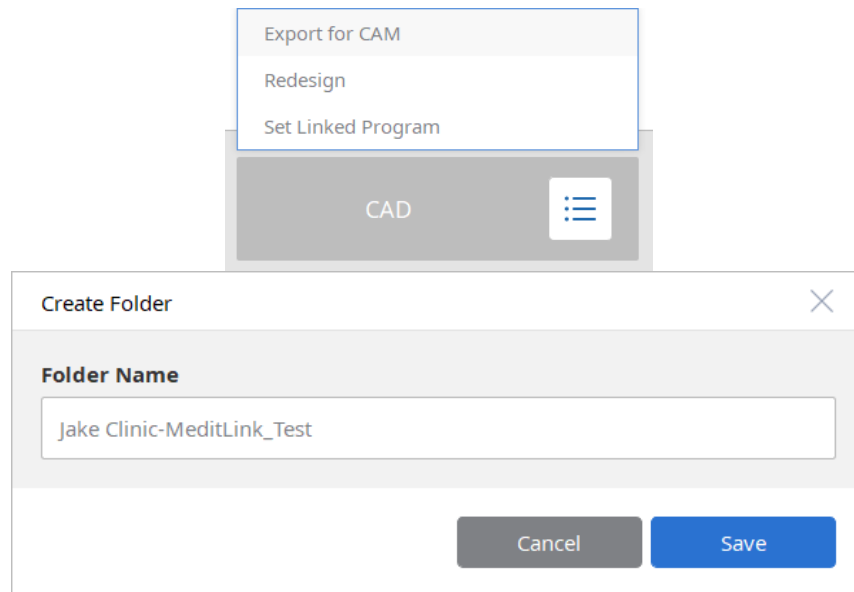 Export for CAM
Redesign
Set Linked Program
CAD
Create Folder
Folder Name
Jake Clinic-MeditLink_Test
Cancel
Save